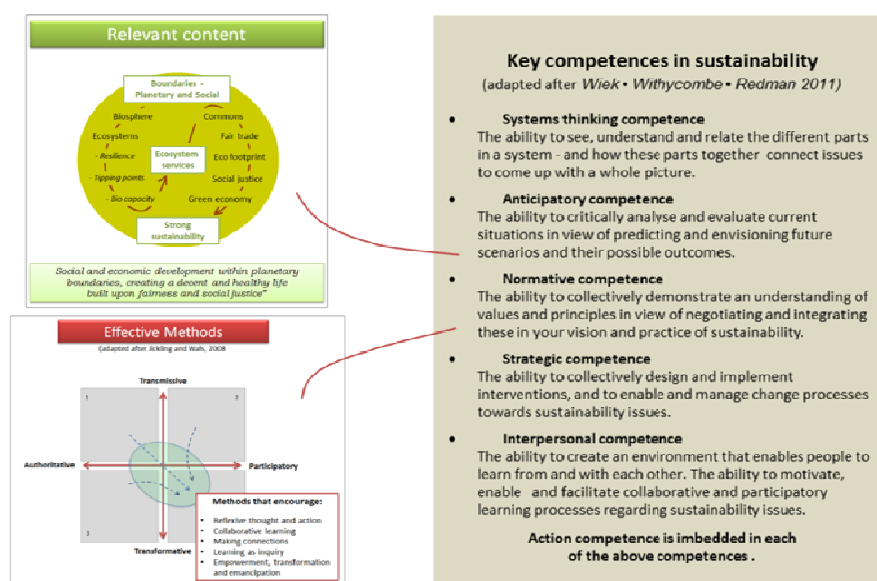 Relevant content
Boundaries –
Planetary and Social
Biosphere
Commons
Ecosystems
Fair trade
- Resilience
Ecosystem
services
Eco footprint
- Tipping-points
Social justice
- Bio capacity
Green economy
Strong
sustainability
Social and economic development within planetary
boundaries, creating a decent and healthy life
built upon fairness and social justice"
Effective Methods
(adapted after Jickling and Wals, 2008
Transmissive
1
2
Authoritative
Participatory
3
Transformative
Methods that encourage:
• Reflexive thought and action
• Collaborative learning
• Making connections
• Learning as inquiry
• Empowerment, transformation
and emancipation
Key competences in sustainability
(adapted after Wiek • Withycombe • Redman 2011)
• Systems thinking competence
The ability to see, understand and relate the different parts
in a system - and how these parts together connect issues
to come up with a whole picture.
• Anticipatory competence
The ability to critically analyse and evaluate current
situations in view of predicting and envisioning future
scenarios and their possible outcomes.
• Normative competence
The ability to collectively demonstrate an understanding of
values and principles in view of negotiating and integrating
these in your vision and practice of sustainability.
• Strategic competence
The ability to collectively design and implement
interventions, and to enable and manage change processes
towards sustainability issues.
• Interpersonal competence
The ability to create an environment that enables people to
learn from and with each other. The ability to motivate,
enable and facilitate collaborative and participatory
learning processes regarding sustainability issues.
Action competence is imbedded in each
of the above competences .